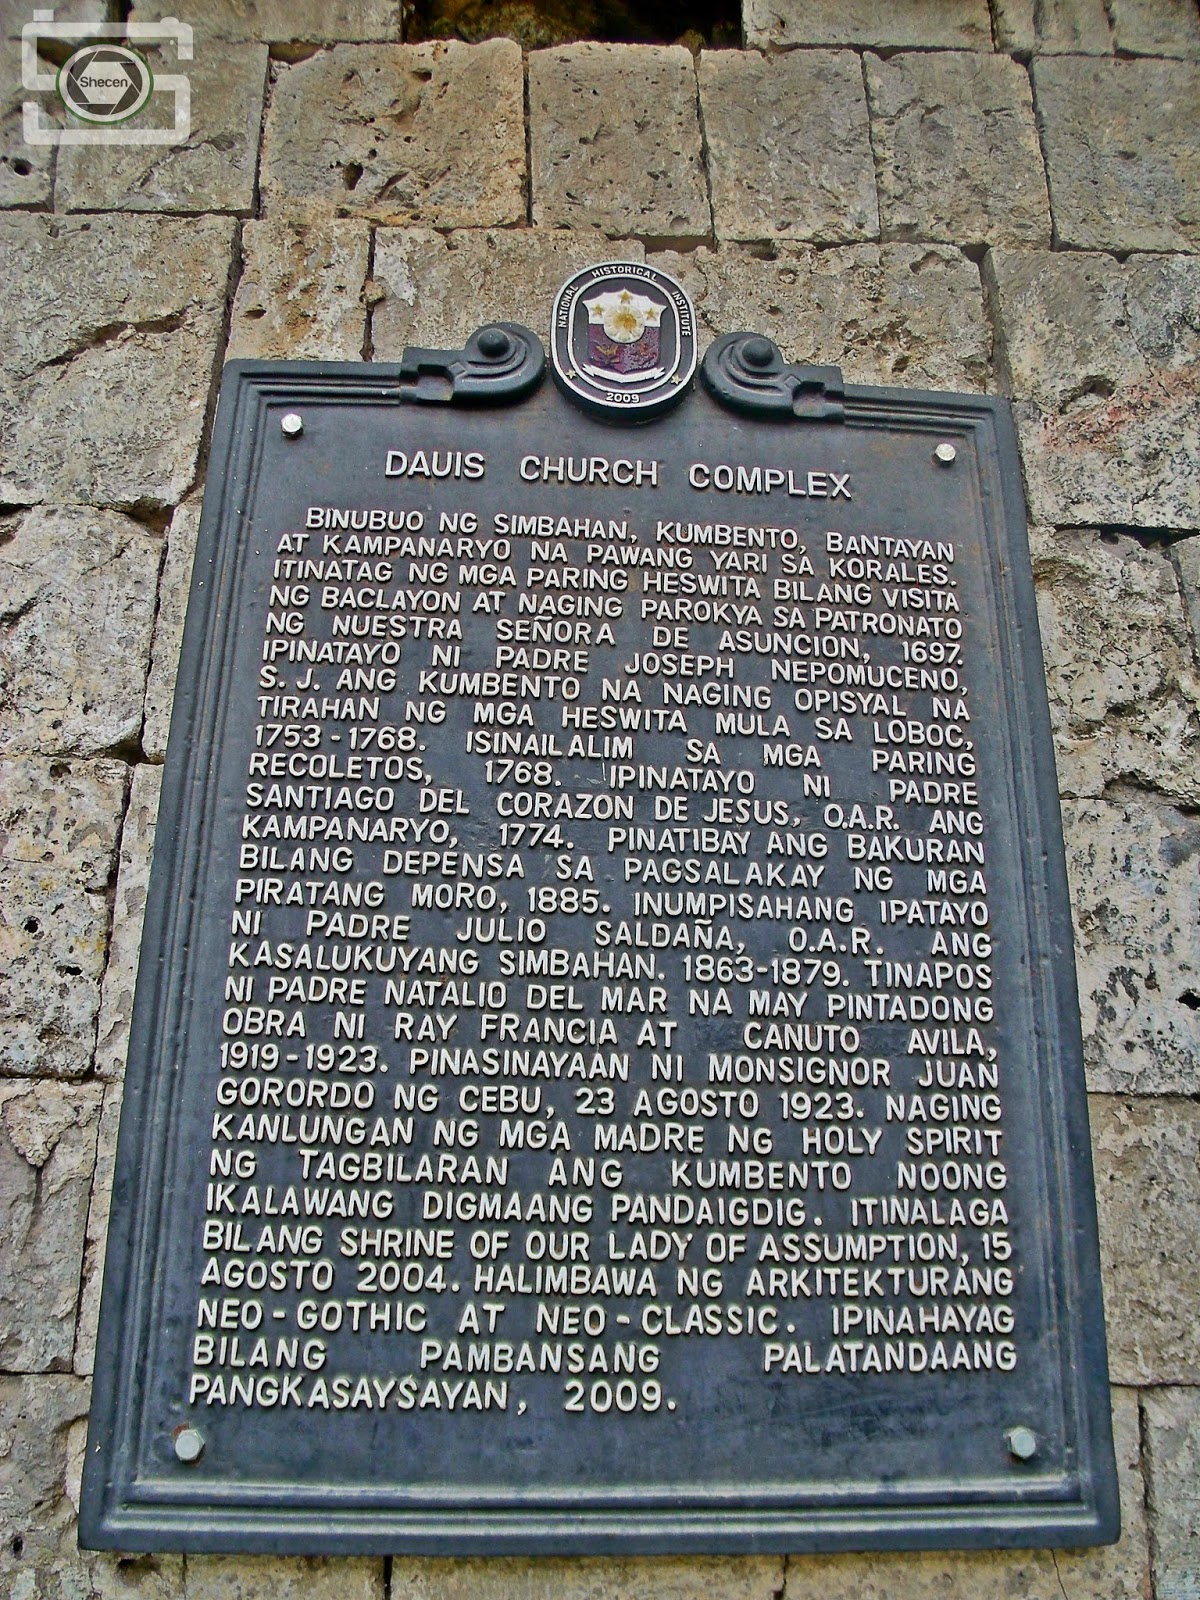 Shecen
NATIONAL HISTORICAL INSTITUTE
2009
DAUIS CHURCH COMPLEX
BINUBUO NG SIMBAHAN, KUMBENTO, BANTAYAN
AT KAMPANARYO NA PAWANG YARI SA KORALES.
ITINATAG NG MGA PARING HESWITA BILANG VISITA
NG BACLAYON AT NAGING PAROKYA SA PATRONATO
NG NUESTRA SEÑORA DE ASUNCION, 1697.
IPINATAYO NI PADRE JOSEPH NEPOMUCENO,
S. J. ANG KUMBENTO NA NAGING OPISYAL NA
TIRAHAN NG MGA HESWITA MULA SA LOBOC,
1753-1768. ISINAILALIM SA MGA PARING
RECOLETOS, 1768. IPINATAYO NI PADRE
SANTIAGO DEL CORAZON DE JESUS, O.A.R. ANG
KAMPANARYO, 1774. PINATIBAY ANG BAKURAN
BILANG DEPENSA SA PAGSALAKAY NG MGA
PIRATANG MORO, 1885. INUMPISAHANG IPATAYO
NI PADRE JULIO SALDAÑA, O.A.R. ANG
KASALUKUYANG SIMBAHAN. 1863-1879. TINAPOS
NI PADRE NATALIO DEL MAR NA MAY PINTADONG
OBRA NI RAY FRANCIA AT CANUTO AVILA,
1919-1923. PINASINAYAAN NI MONSIGNOR JUAN
GORORDO NG CEBU, 23 AGOSTO 1923. NAGING
KANLUNGAN NG MGA MADRE NG HOLY SPIRIT
NG TAGBILARAN ANG KUMBENTO NOONG
IKALAWANG DIGMAANG PANDAIGDIG. ITINALAGA
BILANG SHRINE OF OUR LADY OF ASSUMPTION, 15
AGOSTO 2004. HALIMBAWA NG ARKITEKTURANG
NEO-GOTHIC AT NEO-CLASSIC. IPINAHAYAG
BILANG PAMBANSANG PALATANDAANG
PANGKASAYSAYAN, 2009.